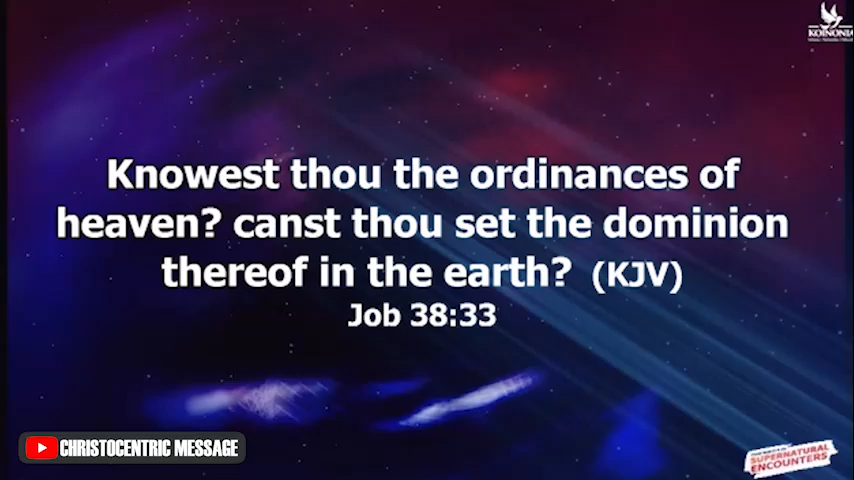 KOINONIA
Knowest thou the ordinances of
heaven? canst thou set the dominion
thereof in the earth? (KJV)
Job 38:33
CHRISTOCENTRIC MESSAGE
SUPERNATURAL
ENCOUNTERS